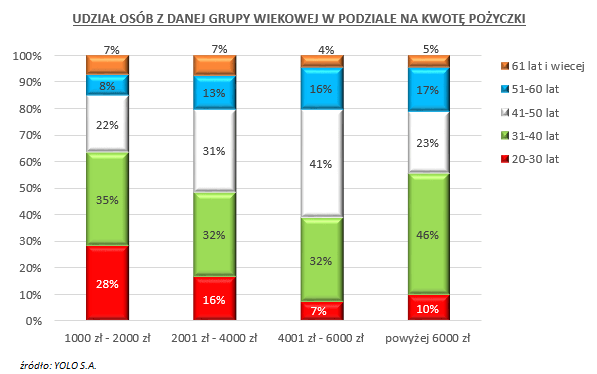 UDZIAŁ OSÓB Z DANEJ GRUPY WIEKOWEJ W PODZIALE NA KWOTĘ POŻYCZKI
7% 7% 4% 5%
100%
90%
80%
70%
60%
50%
40%
30%
20%
10%
0%
8% 13% 16% 17%
22% 31% 41% 23%
35% 32% 32% 46%
28% 16% 7% 10%
61 lat i wiecej
51-60 lat
41-50 lat
31-40 lat
20-30 lat
1000 zł - 2000 zł 2001 zł - 4000 zł 4001 zł - 6000 zł powyżej 6000 zł
źródło: YOLO S.A.